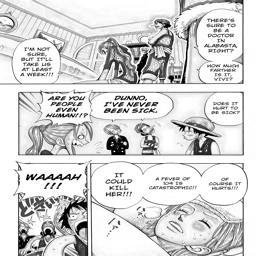 THERE'S
SURE TO
BE A
DOCTOR
IN
ALABASTA,
RIGHT?
HOW MUCH
FARTHER
IS IT,
VIVI?
I'M NOT
SURE,
BUT IT'LL
TAKE US
AT LEAST
A WEEK!!!
DOES IT
HURT TO
BE SICK?
DUNNO,
I'VE NEVER
BEEN SICK.
ARE YOU
PEOPLE
EVEN
HUMAN!!?
OF COURSE
IT HURTS!!!
A FEVER OF
104 IS
CATASTROPHIC!!
IT COULD
KILL
HER!!!
WAAAAH
!!!